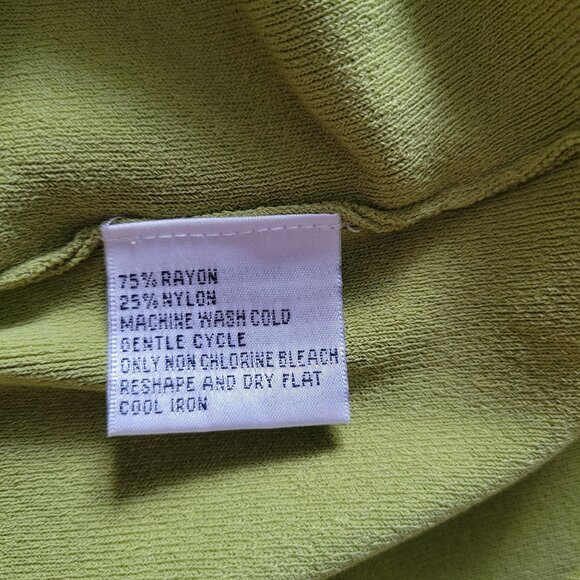 75% RAYON
25% NYLON
MACHINE WASH COLD
GENTLE CYCLE
ONLY NON CHLORINE BLEACH
RESHAPE AND DRY FLAT
COOL IRON